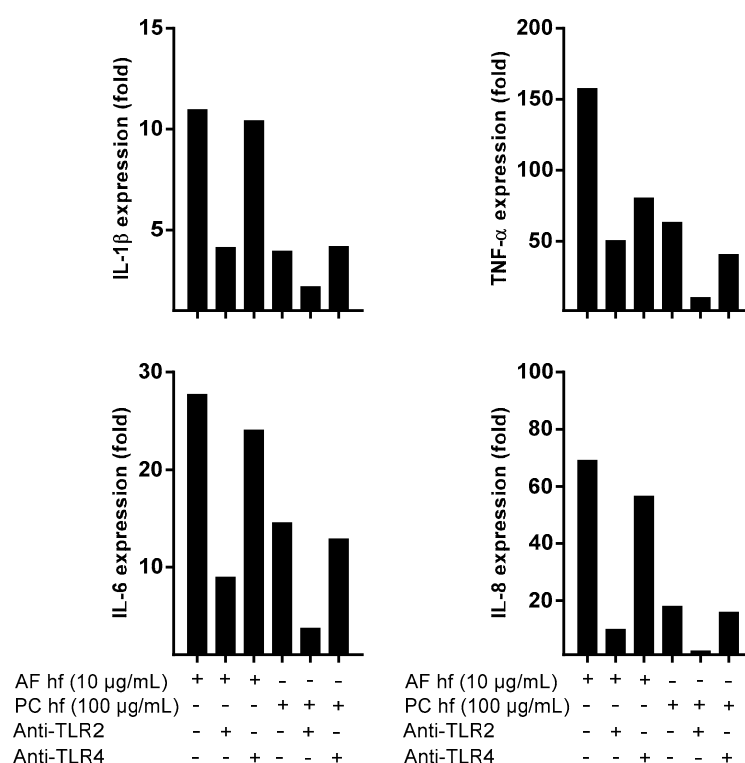 15
10
5
IL-1β expression (fold)
200
150
100
50
TNF-α expression (fold)
30
20
10
IL-6 expression (fold)
100
80
60
40
20
IL-8 expression (fold)
AF hf (10 µg/mL) + + + - - -
PC hf (100 µg/mL) - - - + + +
Anti-TLR2 - + - - + -
Anti-TLR4 - - + - - +
AF hf (10 µg/mL) + + + - - -
PC hf (100 µg/mL) - - - + + +
Anti-TLR2 - + - - + -
Anti-TLR4 - - + - - +